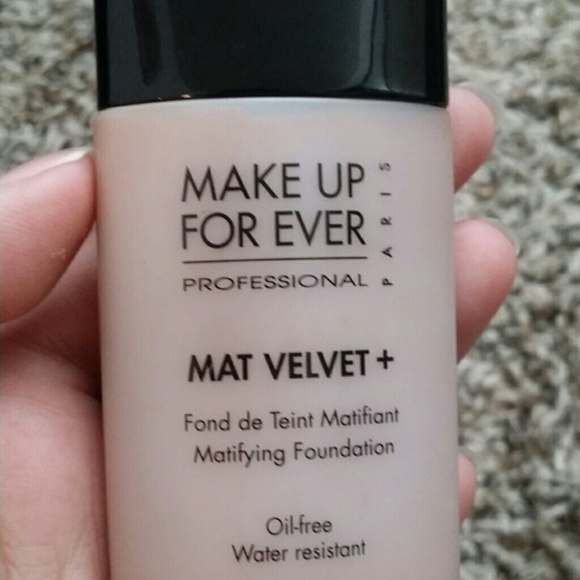 MAKE UP
FOR EVER
PARIS
PROFESSIONAL
MAT VELVET+
Fond de Teint Matifiant
Matifying Foundation
Oil-free
Water resistant